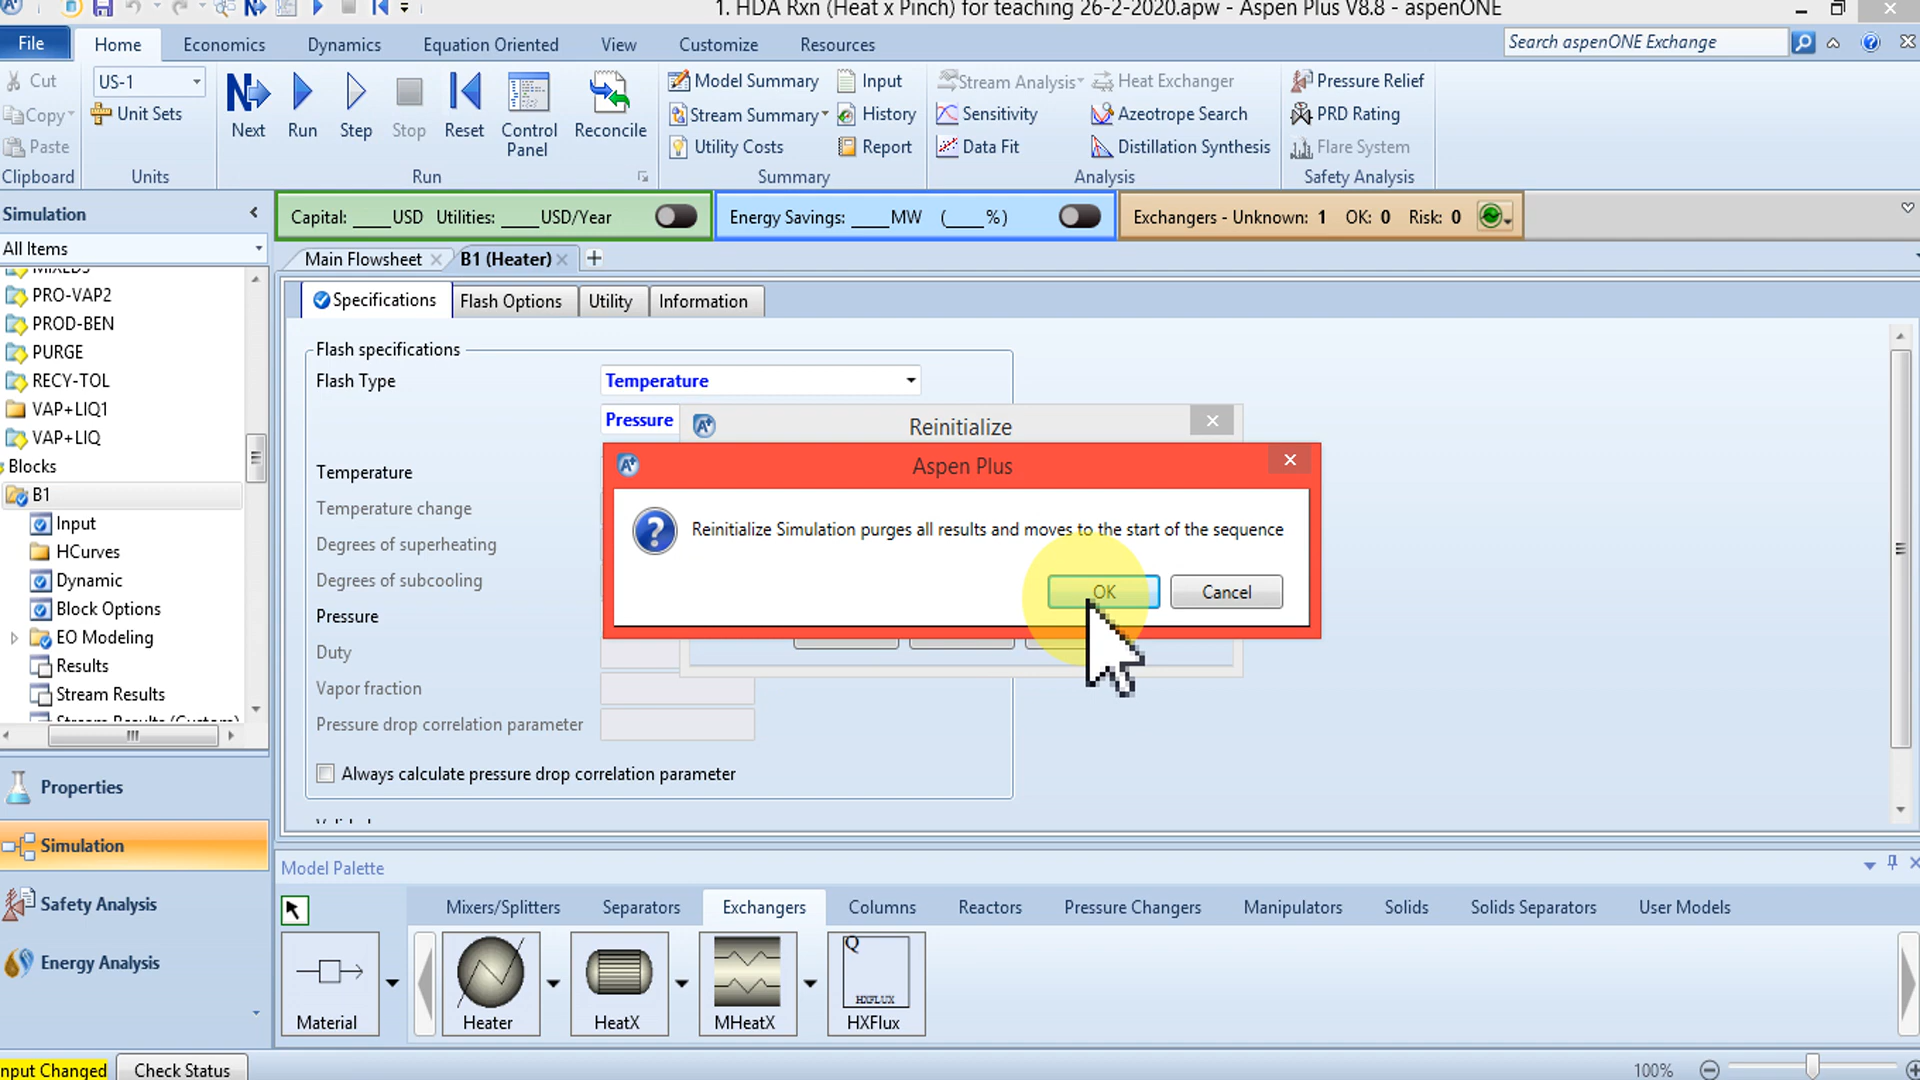 1. HDA Rxn (Heat x Pinch) for teaching 26-2-2020.apw - Aspen Plus V8.8 - aspenONE
File Home Economics Dynamics Equation Oriented View Customize Resources Search aspenONE Exchange
Cut US-1 Model Summary Input Stream Analysis Heat Exchanger Pressure Relief
Copy Unit Sets Next Run Step Stop Reset Control Panel Reconcile Stream Summary History Sensitivity Azeotrope Search PRD Rating
Paste Utility Costs Report Data Fit Distillation Synthesis Flare System
Clipboard Units Run Summary Analysis Safety Analysis
Simulation Capital: ____USD Utilities: ____USD/Year Energy Savings: ____MW (____%) Exchangers - Unknown: 1 OK: 0 Risk: 0
All Items Main Flowsheet B1 (Heater)
PRO-VAP2
PROD-BEN
PURGE
RECY-TOL
VAP+LIQ1
VAP+LIQ
Blocks
B1
Input
HCurves
Dynamic
Block Options
EO Modeling
Results
Stream Results
Stream Results (Custom)
Specifications Flash Options Utility Information
Flash specifications
Flash Type Temperature
Pressure
Temperature
Temperature change
Degrees of superheating
Degrees of subcooling
Pressure
Duty
Vapor fraction
Pressure drop correlation parameter
Always calculate pressure drop correlation parameter
Reinitialize
Aspen Plus
Reinitialize Simulation purges all results and moves to the start of the sequence
OK Cancel
Properties
Simulation
Safety Analysis
Energy Analysis
Model Palette
Mixers/Splitters Separators Exchangers Columns Reactors Pressure Changers Manipulators Solids Solids Separators User Models
Q
HXFLUX
Material Heater HeatX MHeatX HXFlux
nput Changed Check Status 100%